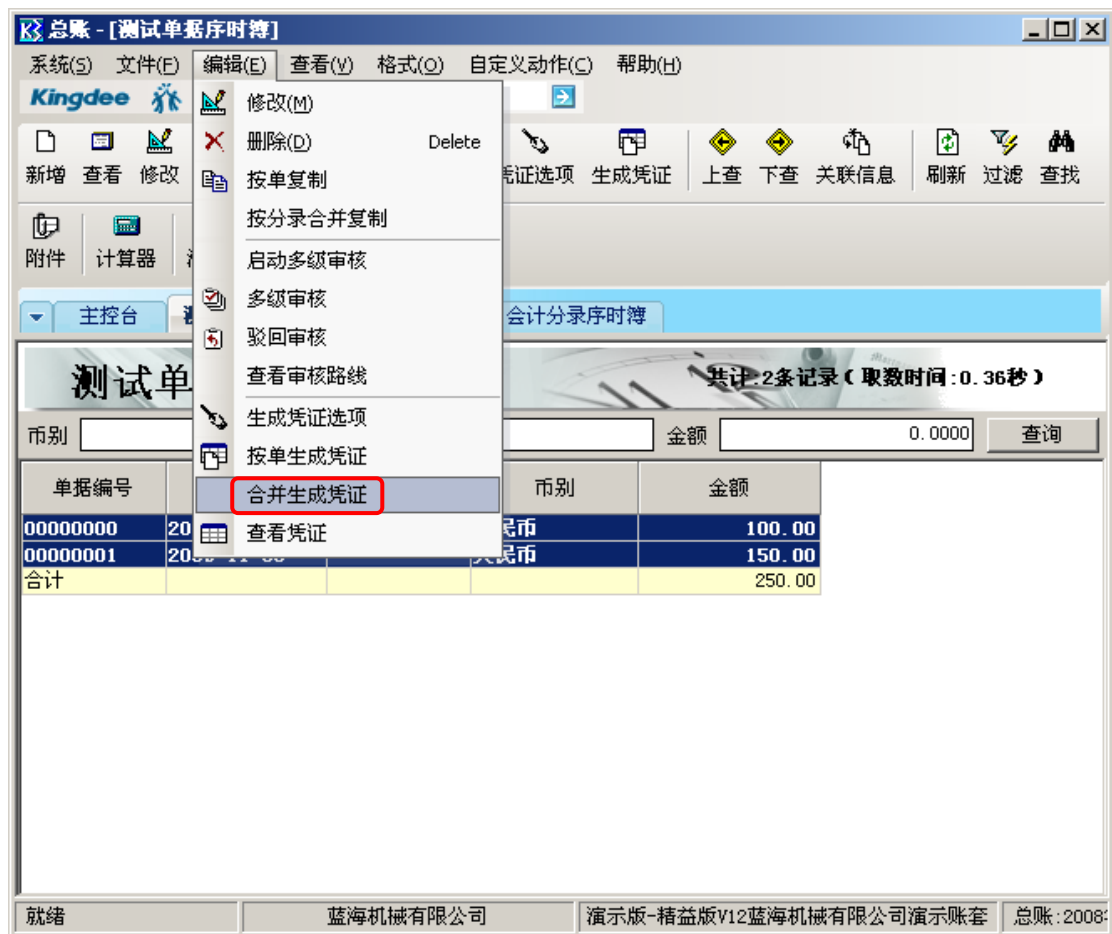 总账 - [测试单据序时簿]
系统(S) 文件(F) 编辑(E) 查看(V) 格式(O) 自定义动作(C) 帮助(H)
Kingdee
修改(M)
删除(D) Delete
按单复制
按分录合并复制
启动多级审核
多级审核
驳回审核
查看审核路线
生成凭证选项
按单生成凭证
合并生成凭证
查看凭证
新增 查看 修改 凭证选项 生成凭证 上查 下查 关联信息 刷新 过滤 查找
附件 计算器
主控台 会计分录序时簿
测试单 共计:2条记录(取数时间:0.36秒)
币别 金额 0.0000 查询
单据编号 币别 金额
00000000 20 民币 100.00
00000001 人民币 150.00
合计 250.00
就绪 蓝海机械有限公司 演示版-精益版V12蓝海机械有限公司演示账套 总账:2008